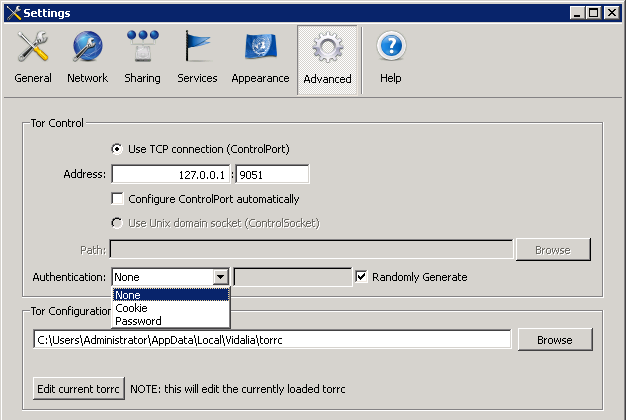 Settings
General Network Sharing Services Appearance Advanced Help
Tor Control
Use TCP connection (ControlPort)
Address: 127.0.0.1 : 9051
Configure ControlPort automatically
Use Unix domain socket (ControlSocket)
Path: Browse
Authentication: None Randomly Generate
None
Cookie
Password
Tor Configuration
C:\Users\Administrator\AppData\Local\Vidalia\torrc Browse
Edit current torrc NOTE: this will edit the currently loaded torrc